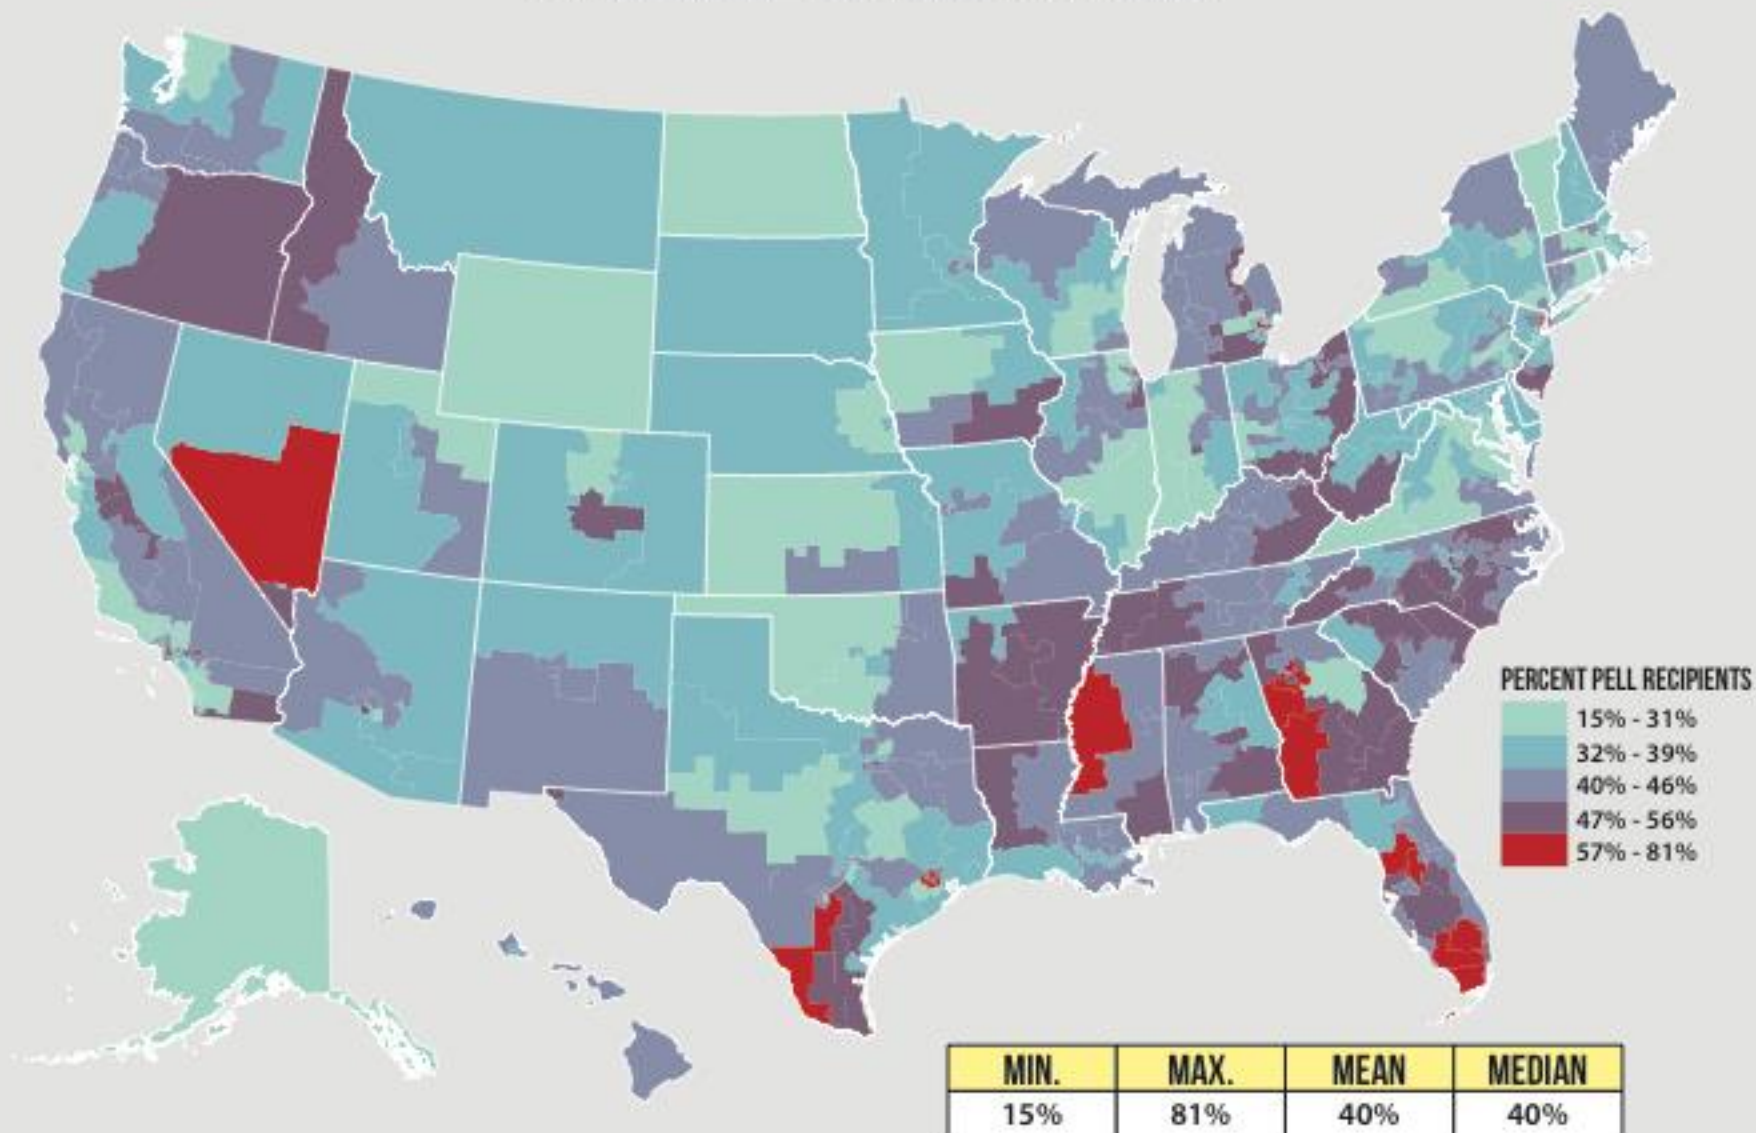 PERCENT PELL RECIPIENTS
15% - 31%
32% - 39%
40% - 46%
47% - 56%
57% - 81%
MIN. MAX. MEAN MEDIAN
15% 81% 40% 40%